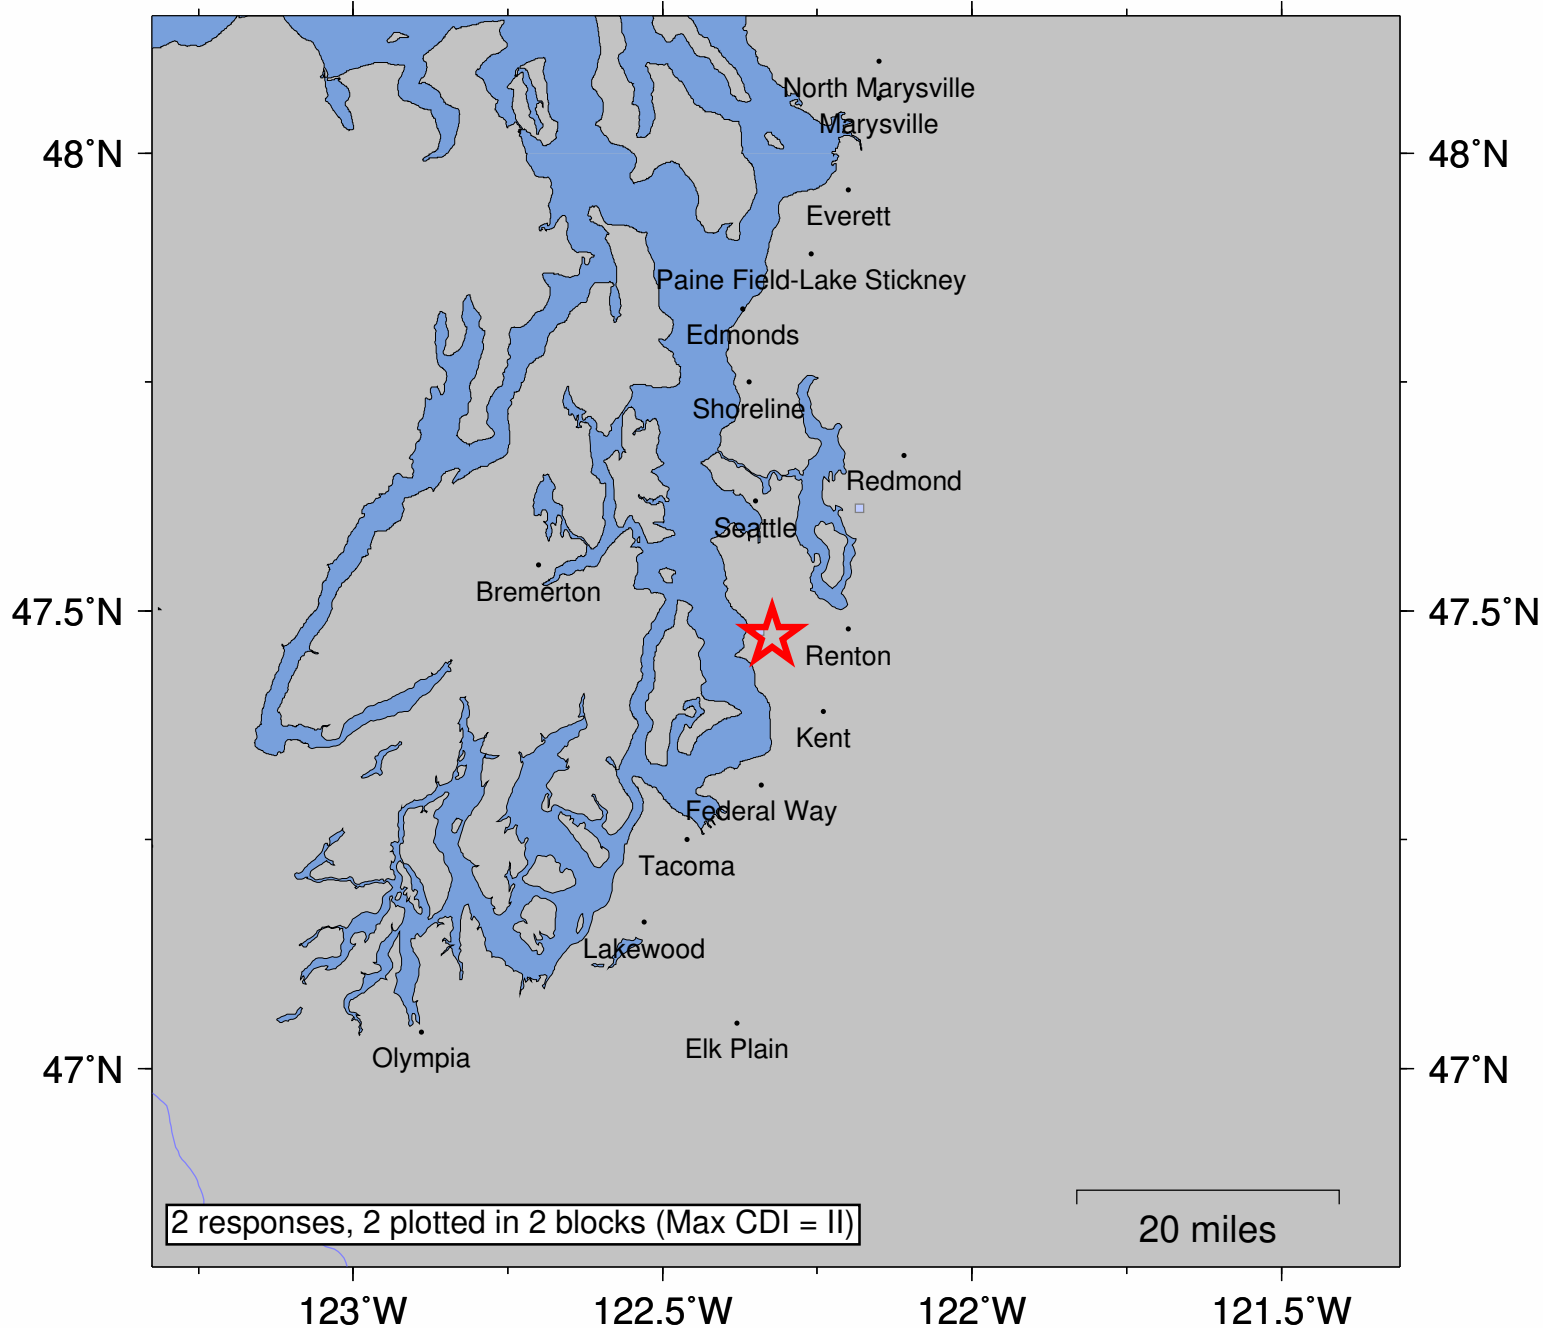 North Marysville
Marysville
48°N
48°N
Everett
Paine Field-Lake Stickney
Edmonds
Shoreline
Redmond
Seattle
Bremerton
47.5°N
47.5°N
Renton
Kent
Federal Way
Tacoma
Lakewood
Elk Plain
Olympia
47°N
47°N
2 responses, 2 plotted in 2 blocks (Max CDI = II)
20 miles
123°W
122.5°W
122°W
121.5°W